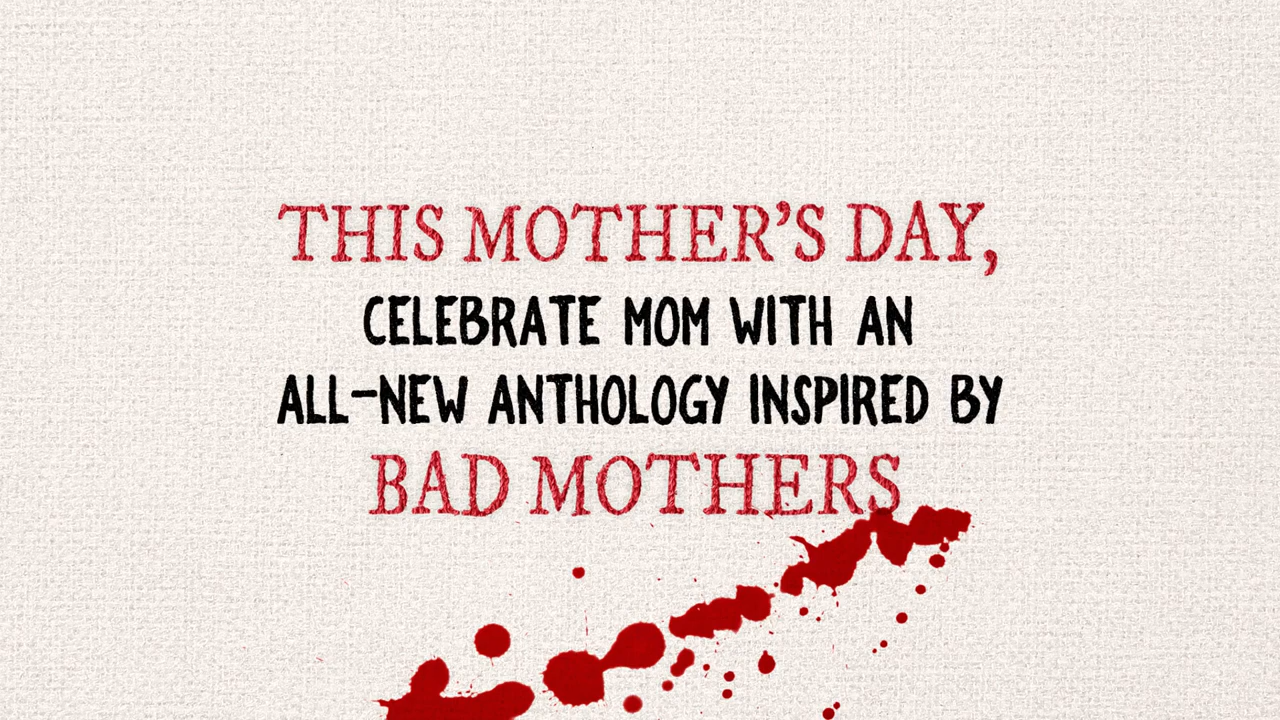 THIS MOTHER'S DAY,
CELEBRATE MOM WITH AN
ALL-NEW ANTHOLOGY INSPIRED BY
BAD MOTHERS